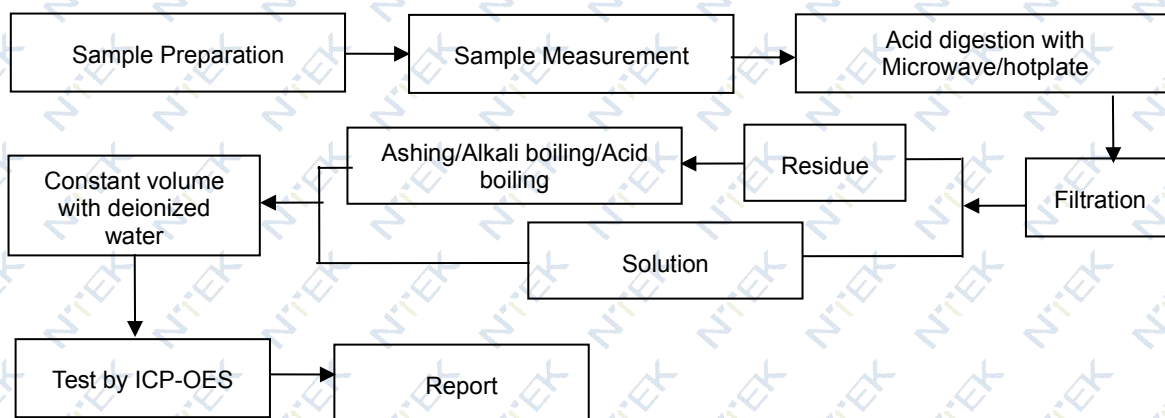 Sample Preparation
Sample Measurement
Acid digestion with
Microwave/hotplate
Filtration
Residue
Solution
Ashing/Alkali boiling/Acid
boiling
Constant volume
with deionized
water
Test by ICP-OES
Report
NTEK